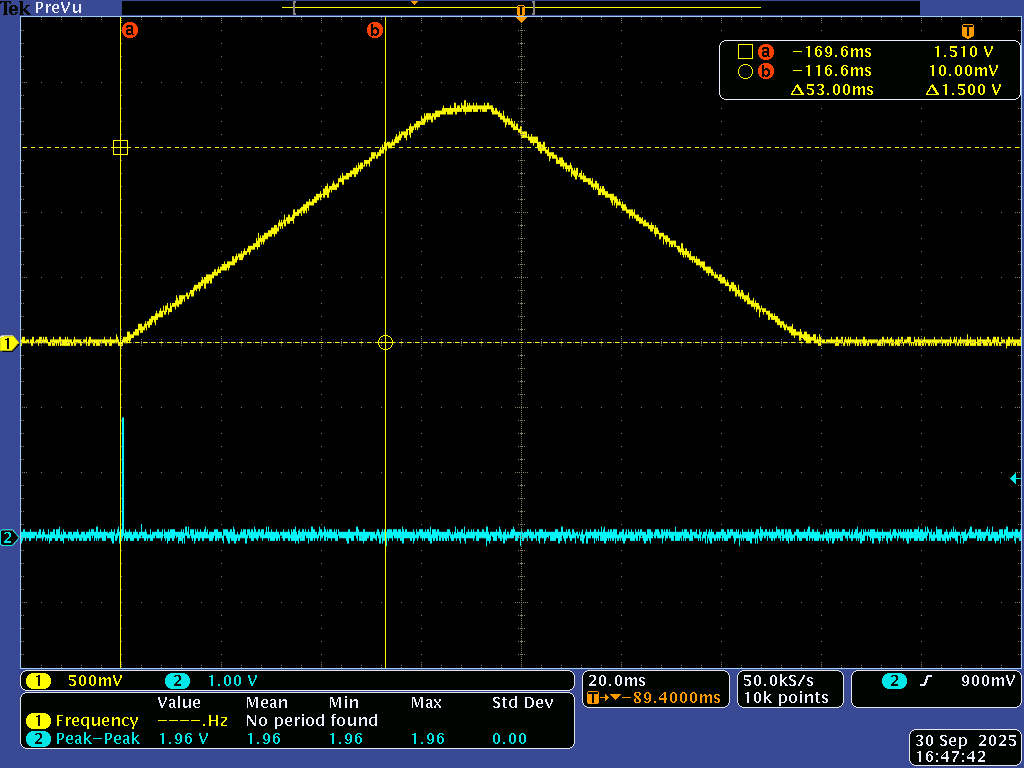 Tek PreVu
T
a b T
a −169.6ms 1.510 V
b −116.6ms 10.00mV
Δ53.00ms Δ1.500 V
1
2
1 500mV 2 1.00 V
20.0ms
T→▼−89.4000ms
50.0kS/s
10k points
2 900mV
Value Mean Min Max Std Dev
1 Frequency ----.Hz No period found
2 Peak−Peak 1.96 V 1.96 1.96 1.96 0.00
30 Sep 2025
16:47:42